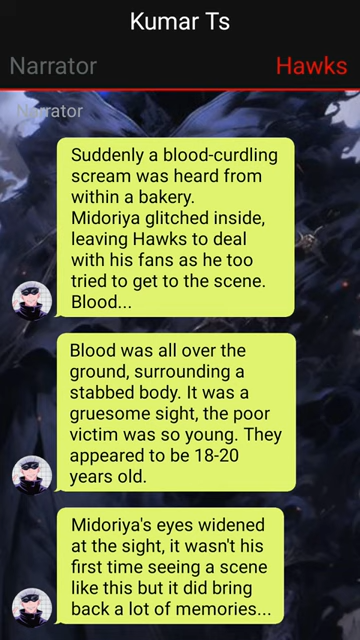 Kumar Ts
Narrator
Hawks
Narrator
Suddenly a blood-curdling
scream was heard from
within a bakery.
Midoriya glitched inside,
leaving Hawks to deal
with his fans as he too
tried to get to the scene.
Blood...
Blood was all over the
ground, surrounding a
stabbed body. It was a
gruesome sight, the poor
victim was so young. They
appeared to be 18-20
years old.
Midoriya's eyes widened
at the sight, it wasn't his
first time seeing a scene
like this but it did bring
back a lot of memories...